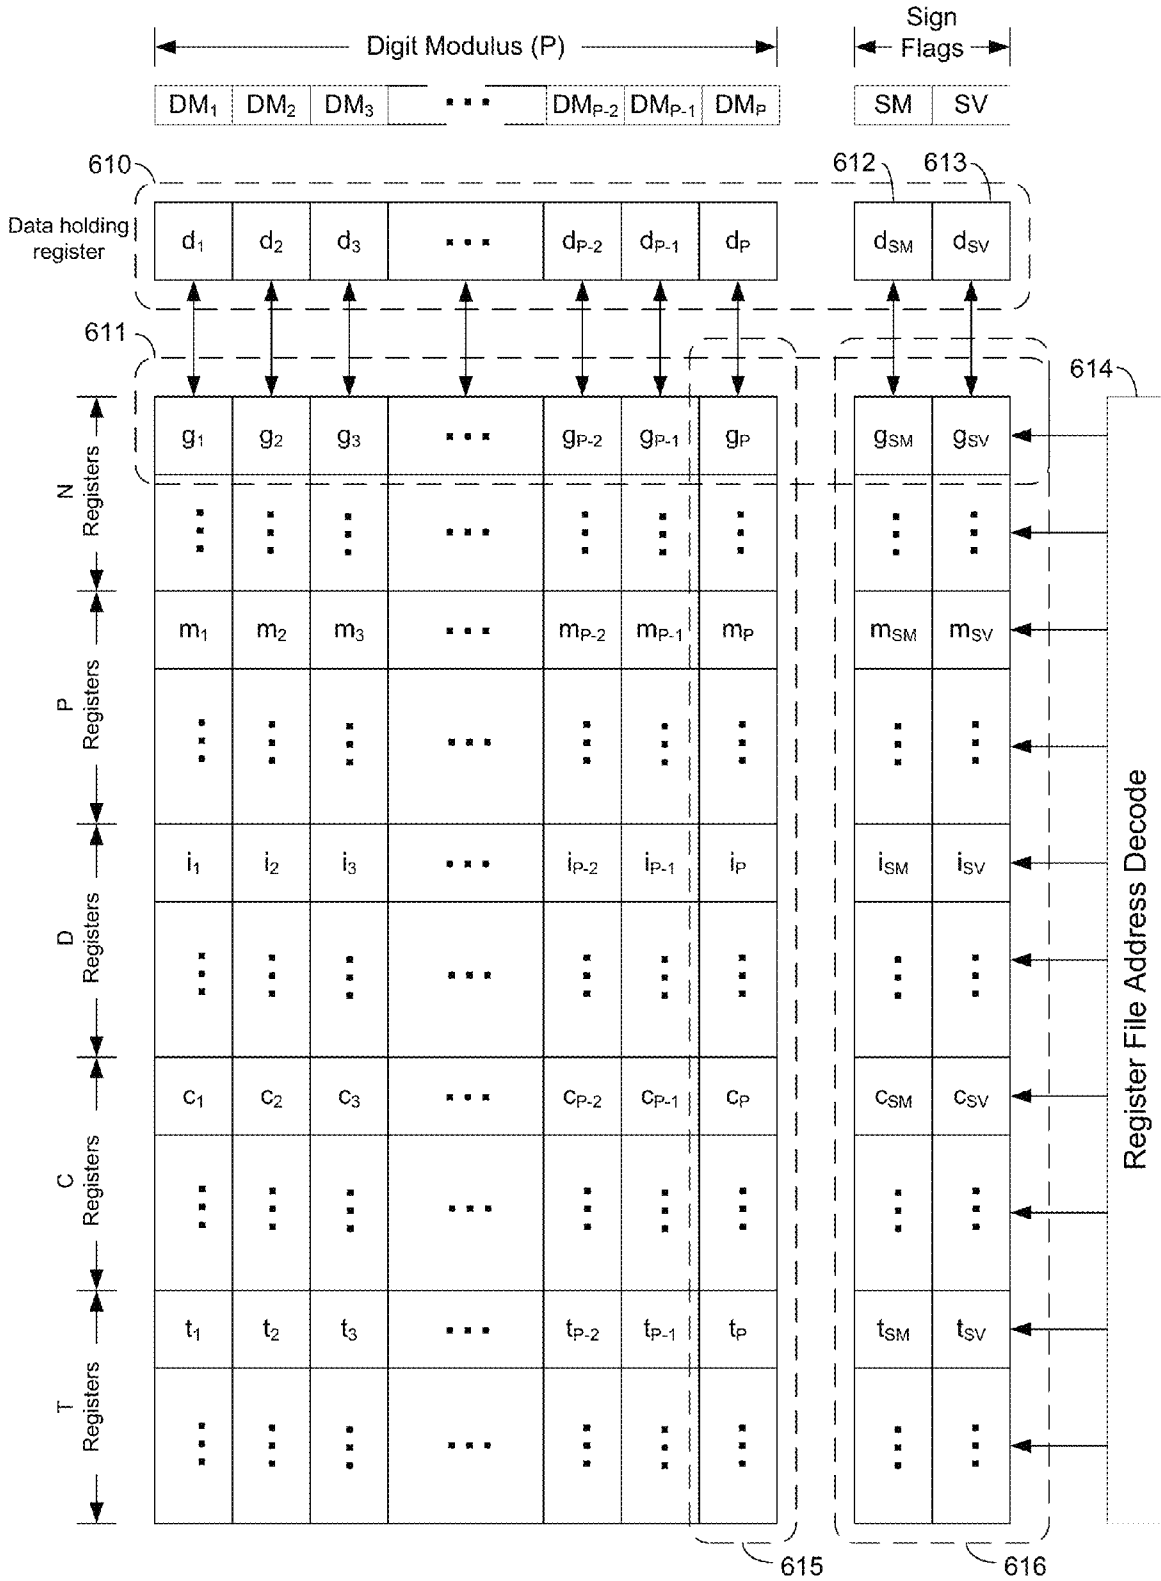 Digit Modulus (P)
Sign
Flags
DM1 DM2 DM3 ... DMP-2 DMP-1 DMP SM SV
610 612 613
Data holding
register
d1 d2 d3 ... dP-2 dP-1 dP dSM dSV
611
614
N
Registers
g1 g2 g3 ... gP-2 gP-1 gP gSM gSV
P
Registers
m1 m2 m3 ... mP-2 mP-1 mP mSM mSV
D
Registers
i1 i2 i3 ... iP-2 iP-1 iP iSM iSV
Register File Address Decode
C
Registers
c1 c2 c3 ... cP-2 cP-1 cP cSM cSV
T
Registers
t1 t2 t3 ... tP-2 tP-1 tP tSM tSV
615 616